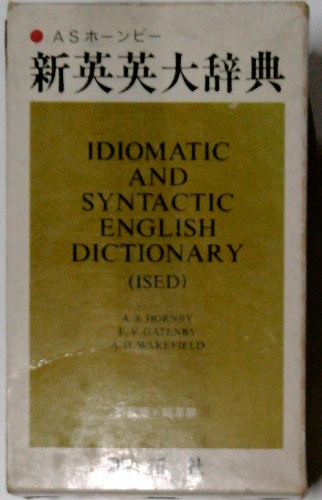 ASホーンビー
新英英大辞典
IDIOMATIC
AND
SYNTACTIC
ENGLISH
DICTIONARY
(ISED)
A. S. HORNBY
E. V. GATENBY
A. H. WAKEFIELD